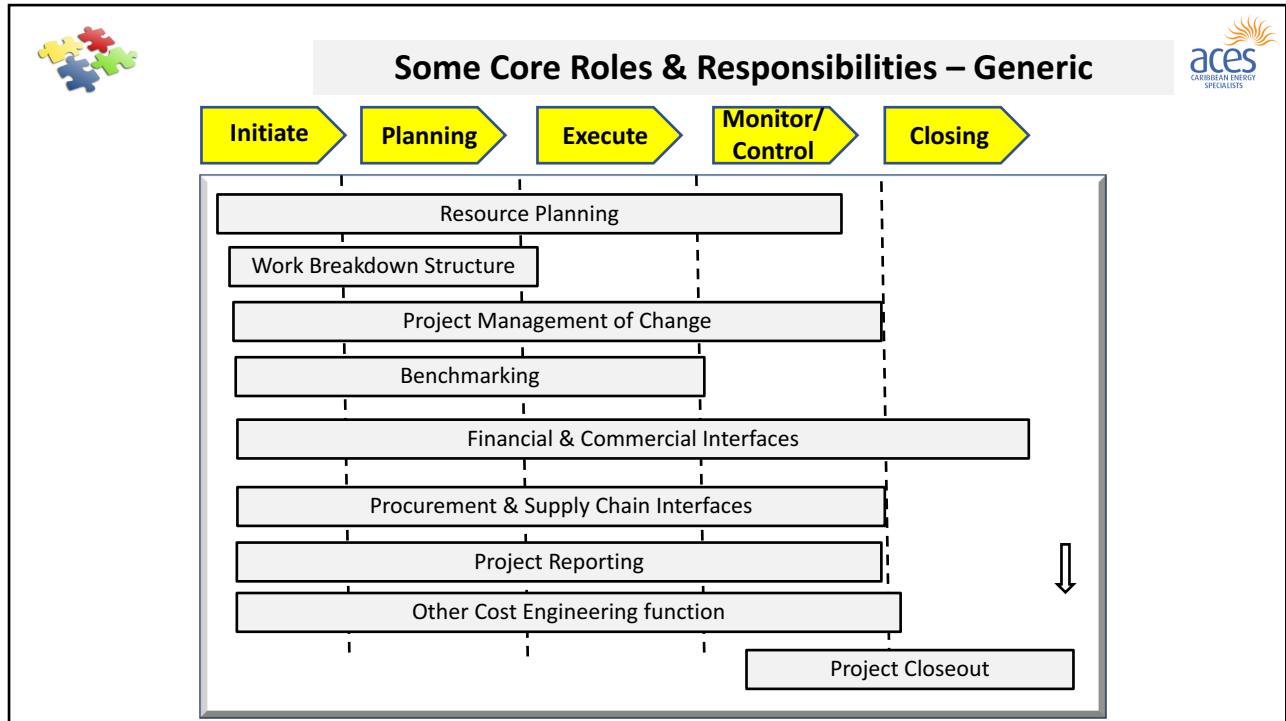 Some Core Roles & Responsibilities – Generic
aces
CARIBBEAN ENERGY
SPECIALISTS
Initiate
Planning
Execute
Monitor/
Control
Closing
Resource Planning
Work Breakdown Structure
Project Management of Change
Benchmarking
Financial & Commercial Interfaces
Procurement & Supply Chain Interfaces
Project Reporting
Other Cost Engineering function
Project Closeout